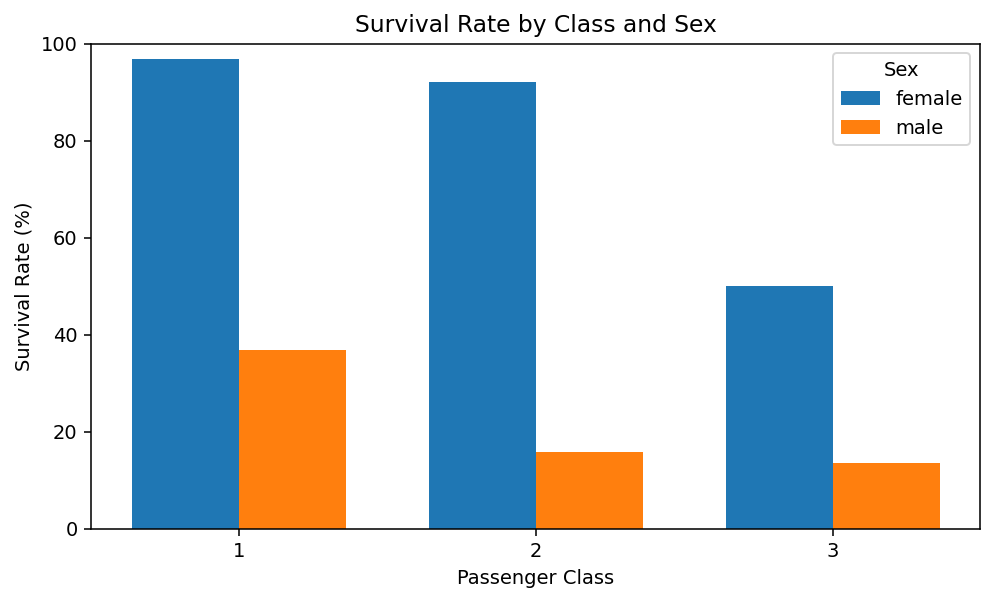 Survival Rate by Class and Sex
100
80
60
40
20
0
Survival Rate (%)
Sex
female
male
1 2 3
Passenger Class